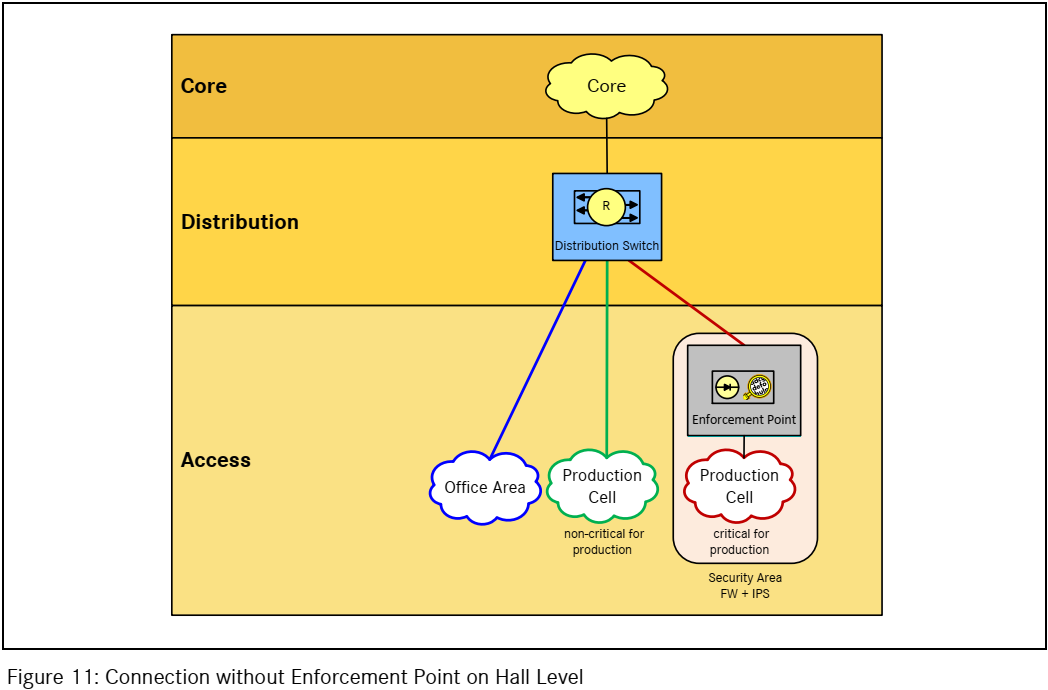 Core
Core
Distribution
R
Distribution Switch
Access
Enforcement Point
Office Area
Production
Cell
non-critical for
production
Production
Cell
critical for
production
Security Area
FW + IPS
Figure 11: Connection without Enforcement Point on Hall Level